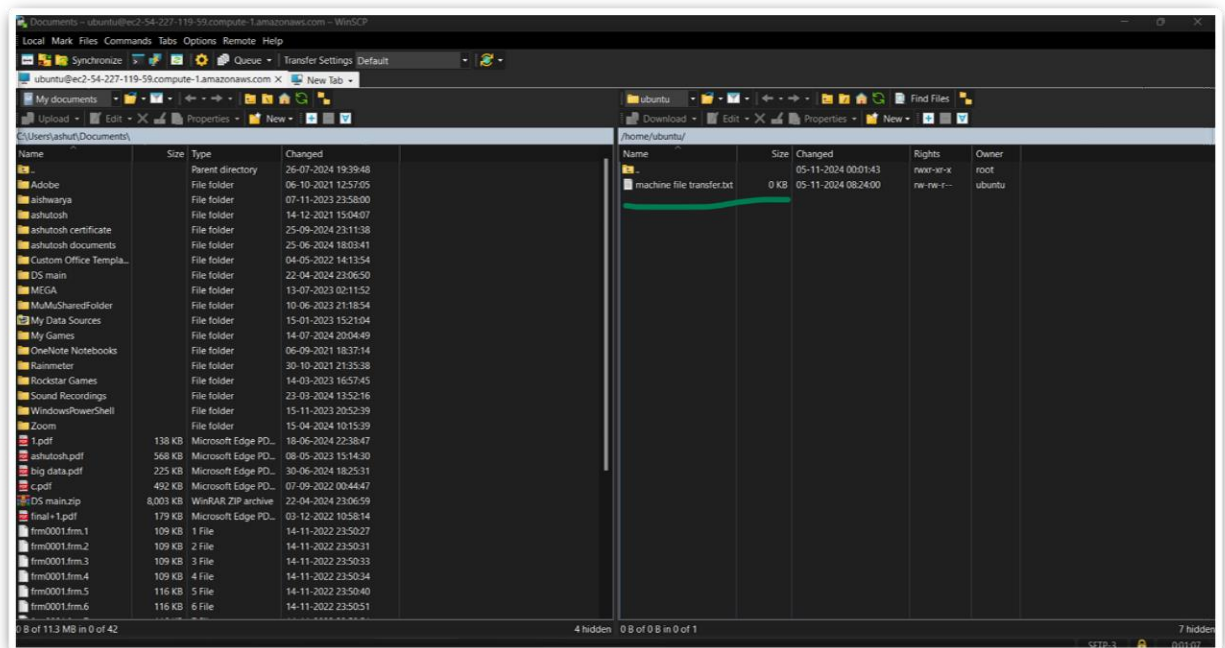 Documents – ubuntu@ec2-54-227-119-59.compute-1.amazonaws.com – WinSCP
Local Mark Files Commands Tabs Options Remote Help
Synchronize Queue Transfer Settings Default
ubuntu@ec2-54-227-119-59.compute-1.amazonaws.com × New Tab
My documents
Upload Edit Properties New
C:\Users\ashut\Documents\
Name Size Type Changed
.. Parent directory 26-07-2024 19:39:48
Adobe File folder 06-10-2021 12:57:05
aishwarya File folder 07-11-2023 23:58:00
ashutosh File folder 14-12-2021 15:04:07
ashutosh certificate File folder 25-09-2024 23:11:38
ashutosh documents File folder 25-06-2024 18:03:41
Custom Office Templa... File folder 04-05-2022 14:13:54
DS main File folder 22-04-2024 23:06:50
MEGA File folder 13-07-2023 02:11:52
MuMuSharedFolder File folder 10-06-2023 21:18:54
My Data Sources File folder 15-01-2023 15:21:04
My Games File folder 14-07-2024 20:04:49
OneNote Notebooks File folder 06-09-2021 18:37:14
Rainmeter File folder 30-10-2021 21:35:38
Rockstar Games File folder 14-03-2023 16:57:45
Sound Recordings File folder 23-03-2024 13:52:16
WindowsPowerShell File folder 15-11-2023 20:52:39
Zoom File folder 15-04-2024 10:15:39
1.pdf 138 KB Microsoft Edge PD... 18-06-2024 22:38:47
ashutosh.pdf 568 KB Microsoft Edge PD... 08-05-2023 15:14:30
big data.pdf 225 KB Microsoft Edge PD... 30-06-2024 18:25:31
c.pdf 492 KB Microsoft Edge PD... 07-09-2022 00:44:47
DS main.zip 8,003 KB WinRAR ZIP archive 22-04-2024 23:06:59
final+1.pdf 179 KB Microsoft Edge PD... 03-12-2022 10:58:14
frm0001.frm.1 109 KB 1 File 14-11-2022 23:50:27
frm0001.frm.2 109 KB 2 File 14-11-2022 23:50:31
frm0001.frm.3 109 KB 3 File 14-11-2022 23:50:33
frm0001.frm.4 109 KB 4 File 14-11-2022 23:50:34
frm0001.frm.5 116 KB 5 File 14-11-2022 23:50:40
frm0001.frm.6 116 KB 6 File 14-11-2022 23:50:51
0 B of 11.3 MB in 0 of 42 4 hidden
ubuntu Find Files
Download Edit Properties New
/home/ubuntu/
Name Size Changed Rights Owner
.. 05-11-2024 00:01:43 rwxr-xr-x root
machine file transfer.txt 0 KB 05-11-2024 08:24:00 rw-rw-r-- ubuntu
0 B of 0 B in 0 of 1 7 hidden
SFTP-3 0:01:07